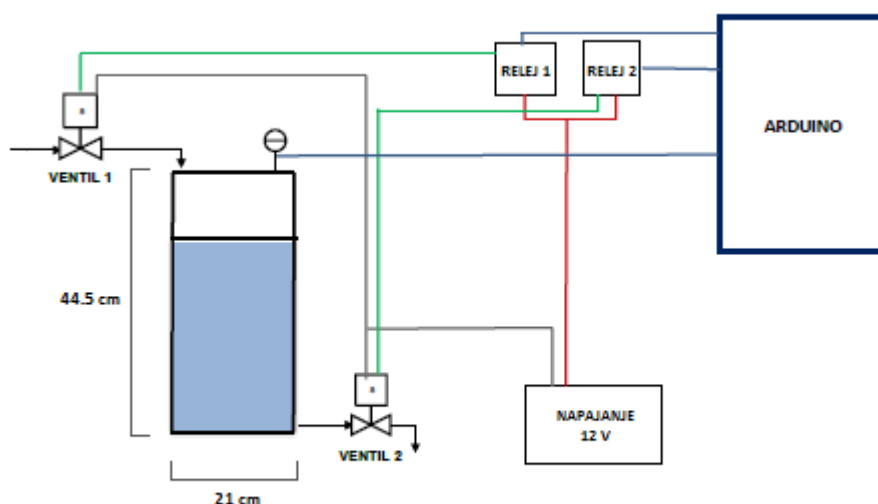 RELEJ 1
RELEJ 2
ARDUINO
VENTIL 1
44.5 cm
NAPAJANJE
12 V
VENTIL 2
21 cm